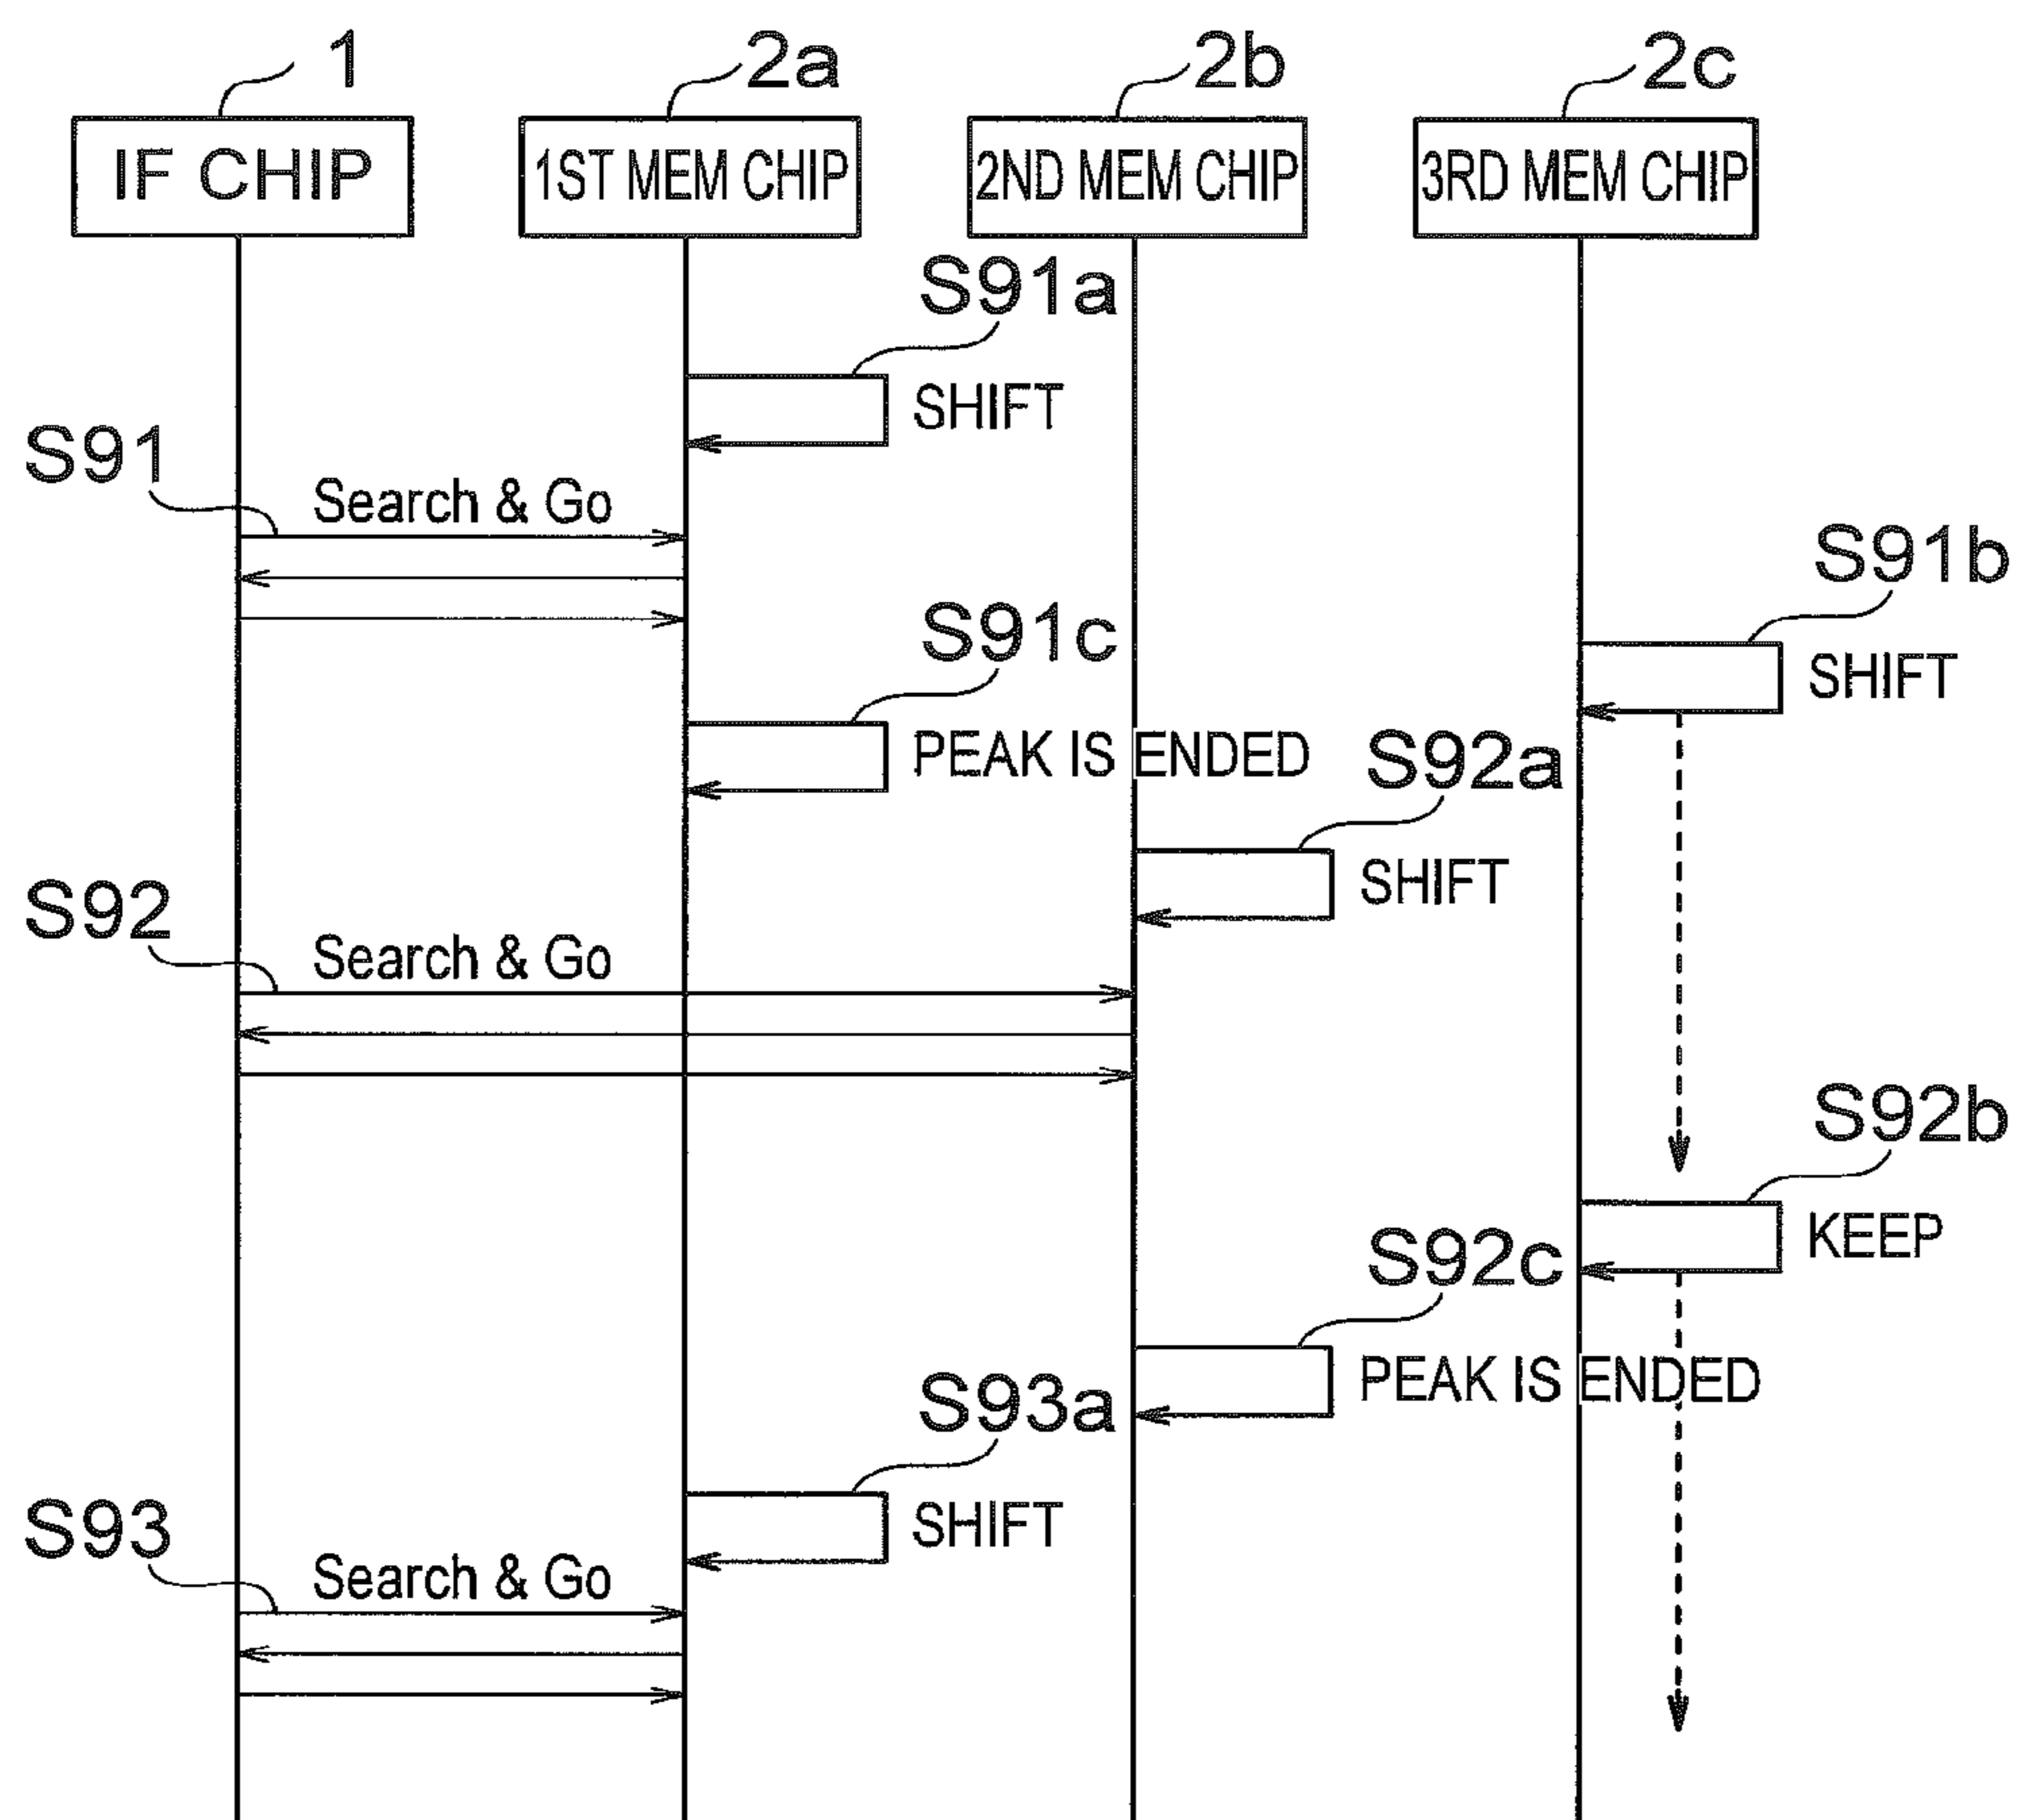 1
2a
2b
2c
IF CHIP
1ST MEM CHIP
2ND MEM CHIP
3RD MEM CHIP
S91a
SHIFT
S91
Search & Go
S91b
SHIFT
S91c
PEAK IS ENDED
S92a
SHIFT
S92
Search & Go
S92b
KEEP
S92c
PEAK IS ENDED
S93a
SHIFT
S93
Search & Go